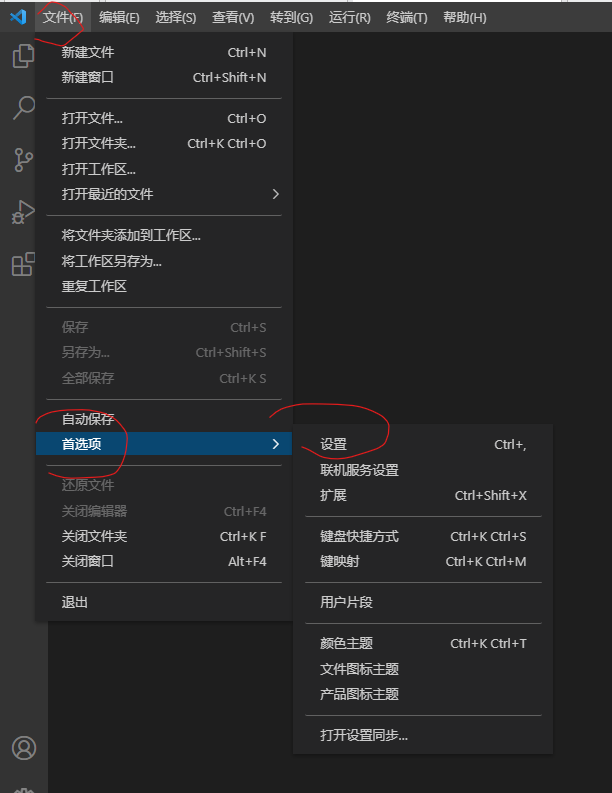 文件(F) 编辑(E) 选择(S) 查看(V) 转到(G) 运行(R) 终端(T) 帮助(H)
新建文件 Ctrl+N
新建窗口 Ctrl+Shift+N
打开文件... Ctrl+O
打开文件夹... Ctrl+K Ctrl+O
打开工作区...
打开最近的文件
将文件夹添加到工作区...
将工作区另存为...
重复工作区
保存 Ctrl+S
另存为... Ctrl+Shift+S
全部保存 Ctrl+K S
自动保存
首选项
还原文件
关闭编辑器 Ctrl+F4
关闭文件夹 Ctrl+K F
关闭窗口 Alt+F4
退出
设置 Ctrl+,
联机服务设置
扩展 Ctrl+Shift+X
键盘快捷方式 Ctrl+K Ctrl+S
键映射 Ctrl+K Ctrl+M
用户片段
颜色主题 Ctrl+K Ctrl+T
文件图标主题
产品图标主题
打开设置同步...